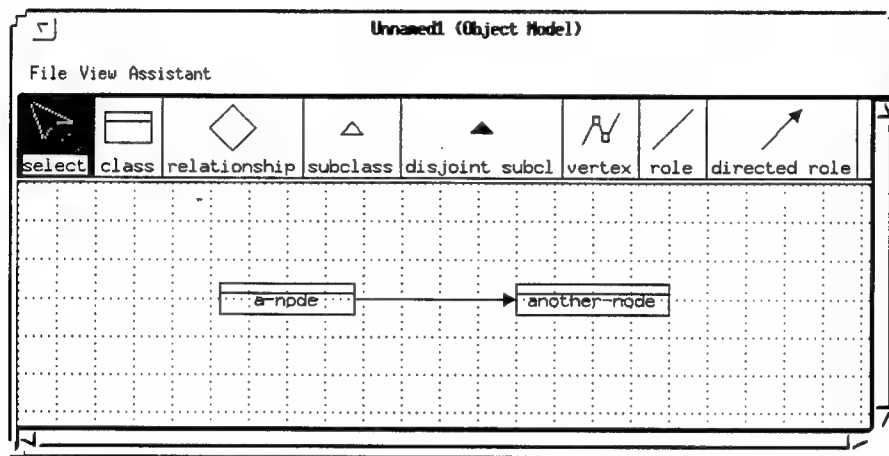 Unnamed1 (Object Model)
File View Assistant
select class relationship subclass disjoint subcl vertex role directed role
a-node another-node